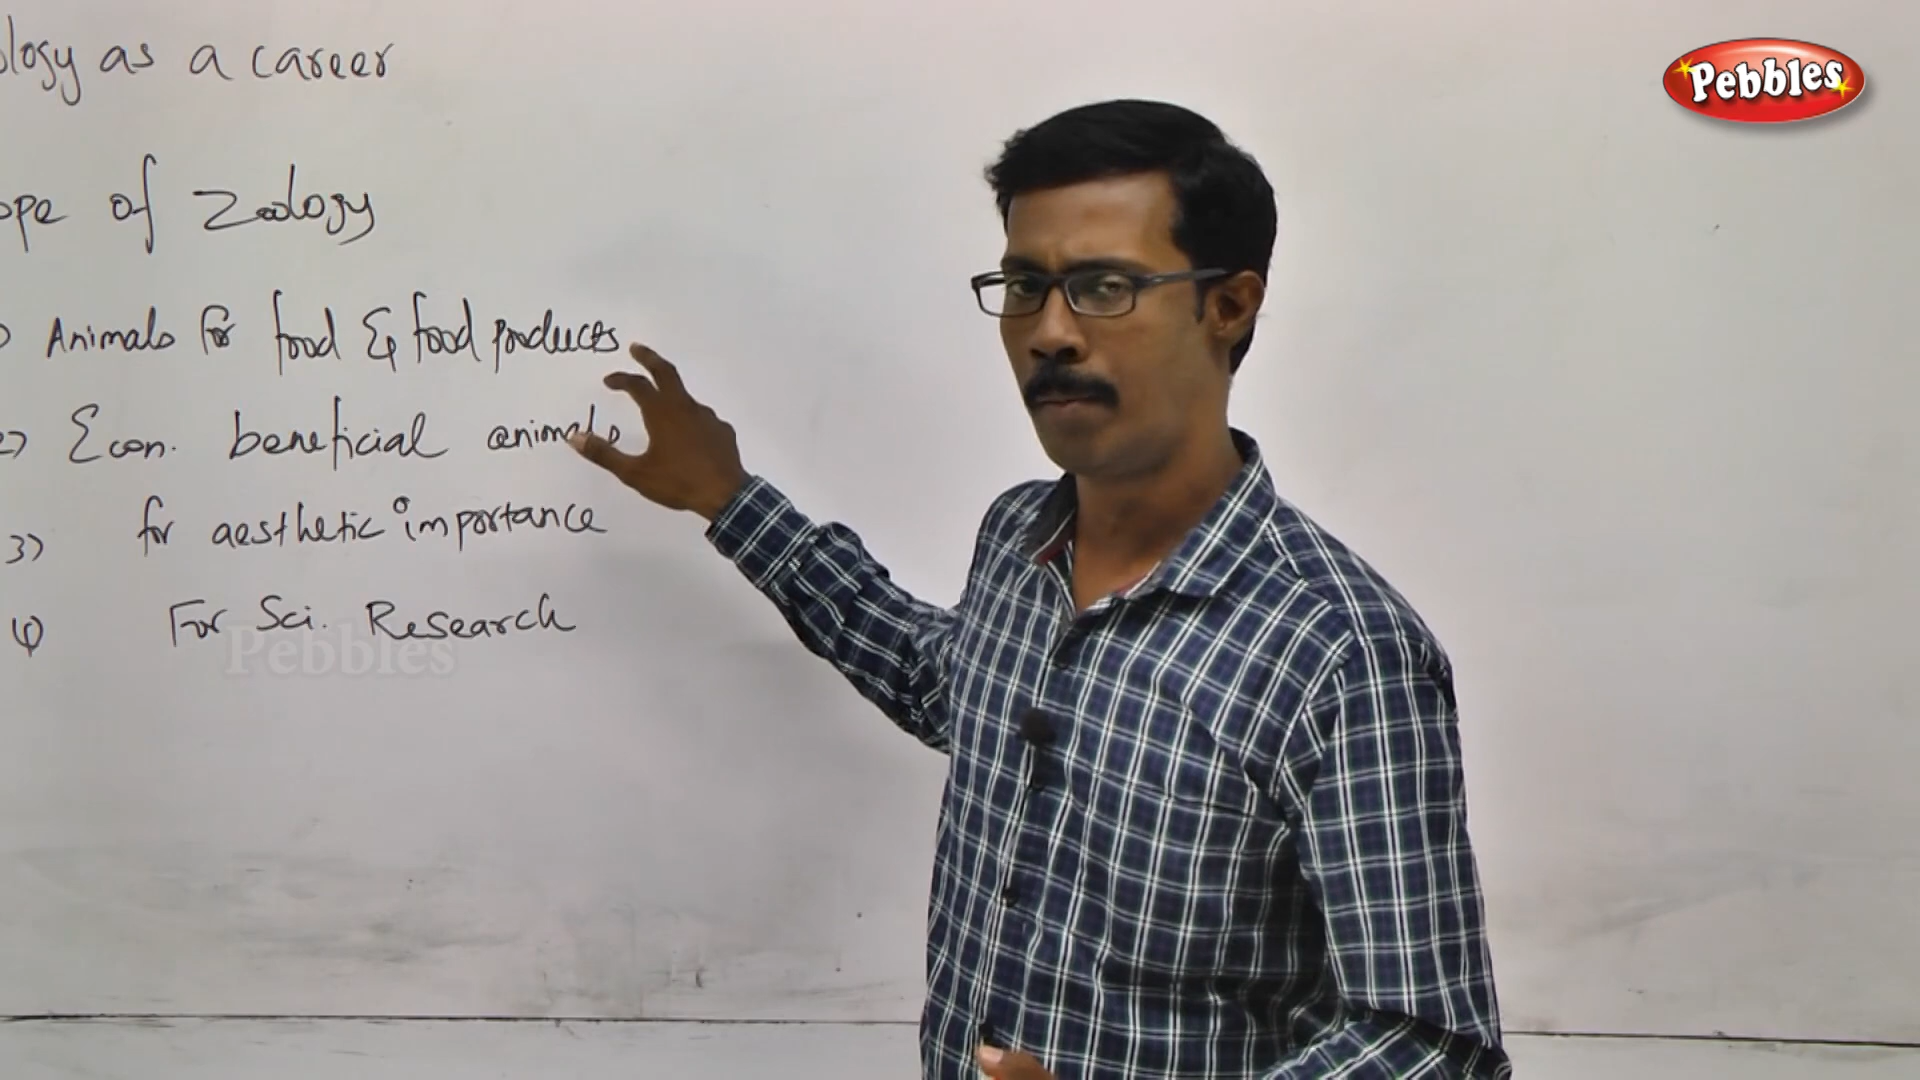 ology as a career
ope of Zoology
) Animals for food & food products
2) Econ. beneficial animals
3) for aesthetic importance
4) For Sci. Research
Pebbles
Pebbles